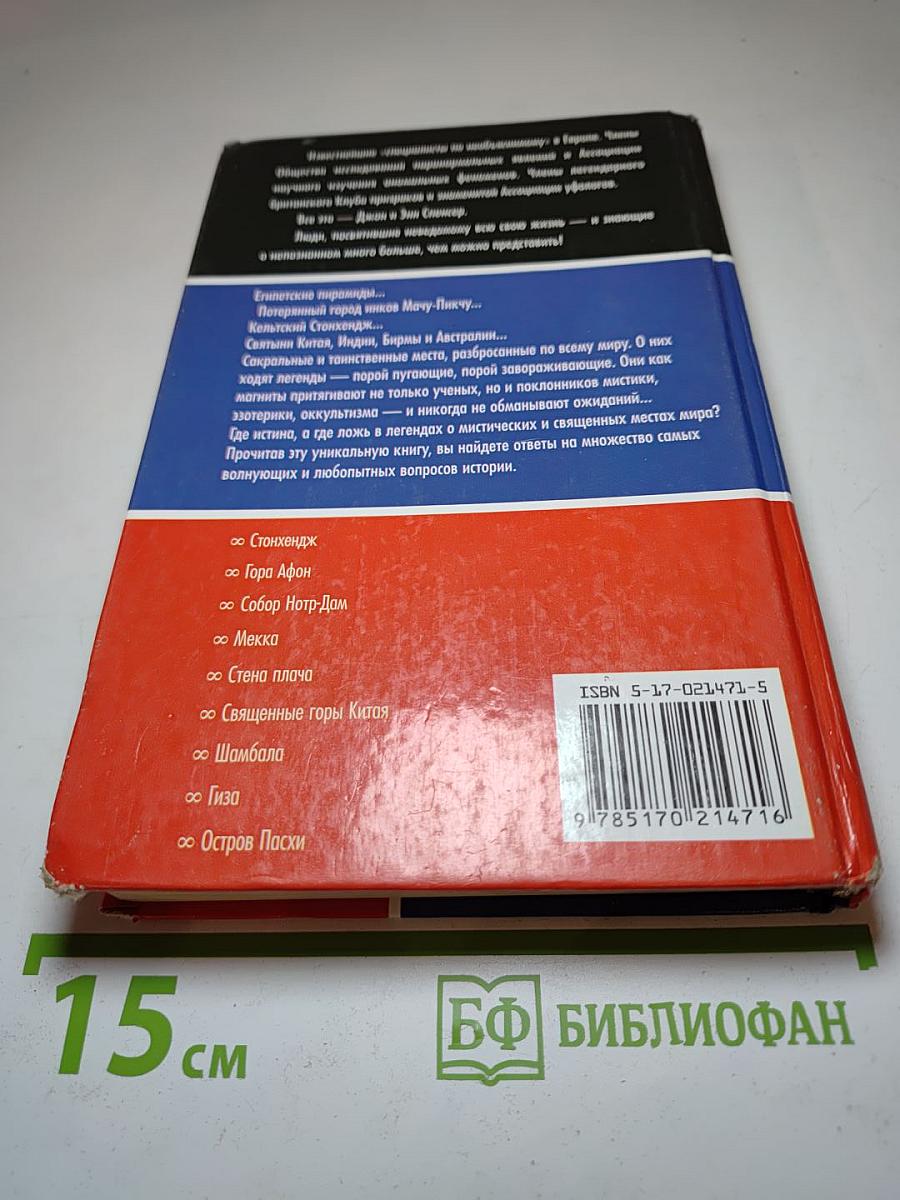 Известнейшие «специалисты по необъяснимому» в Европе. Члены
Общества исследований паранормальных явлений и Ассоциации
научного изучения аномальных феноменов. Члены легендарного
британского Клуба призраков и знаменитой Ассоциации уфологов.
Все это — Джон и Энн Спенсер.
Люди, посвятившие неведомому всю свою жизнь — и знающие
о непознанном много больше, чем можно представить!
Египетские пирамиды...
Потерянный город инков Мачу-Пикчу...
Кельтский Стонхендж...
Святыни Китая, Индии, Бирмы и Австралии...
Сакральные и таинственные места, разбросанные по всему миру. О них
ходят легенды — порой пугающие, порой завораживающие. Они как
магниты притягивают не только ученых, но и поклонников мистики,
эзотерики, оккультизма — и никогда не обманывают ожиданий...
Где истина, а где ложь в легендах о мистических и священных местах мира?
Прочитав эту уникальную книгу, вы найдете ответы на множество самых
волнующих и любопытных вопросов истории.
∞ Стонхендж
∞ Гора Афон
∞ Собор Нотр-Дам
∞ Мекка
∞ Стена плача
∞ Священные горы Китая
∞ Шамбала
∞ Гиза
∞ Остров Пасхи
ISBN 5-17-021471-5
9 785170 214716
15 см
БФ БИБЛИОФАН